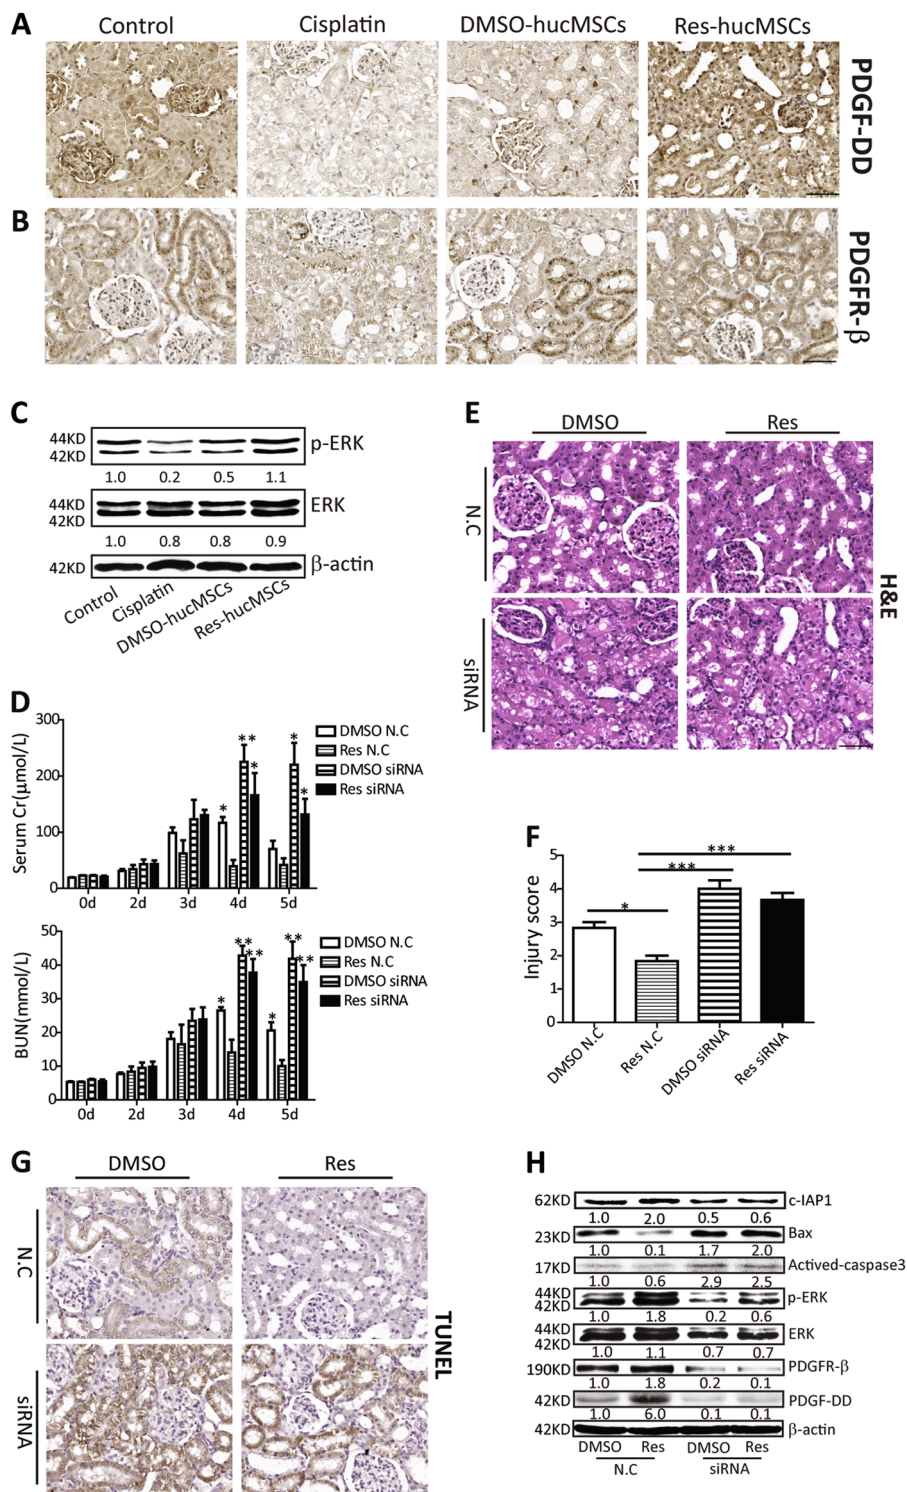 A
Control
Cisplatin
DMSO-hucMSCs
Res-hucMSCs
PDGF-DD
B
PDGFR-β
C
44KD
42KD
p-ERK
1.0 0.2 0.5 1.1
44KD
42KD
ERK
1.0 0.8 0.8 0.9
42KD
β-actin
Control
Cisplatin
DMSO-hucMSCs
Res-hucMSCs
E
DMSO
Res
N.C
siRNA
H&E
D
Serum Cr(μmol/L)
300
200
100
0
** * * * *
DMSO N.C
Res N.C
DMSO siRNA
Res siRNA
0d 2d 3d 4d 5d
BUN(mmol/L)
50
40
30
20
10
0
* ** ** * ** **
DMSO N.C
Res N.C
DMSO siRNA
Res siRNA
0d 2d 3d 4d 5d
F
Injury score
5
4
3
2
1
0
***
***
*
DMSO N.C
Res N.C
DMSO siRNA
Res siRNA
G
DMSO
Res
N.C
siRNA
TUNEL
H
62KD c-IAP1
1.0 2.0 0.5 0.6
23KD Bax
1.0 0.1 1.7 2.0
17KD Actived-caspase3
1.0 0.6 2.9 2.5
44KD
42KD p-ERK
1.0 1.8 0.2 0.6
44KD
42KD ERK
1.0 1.1 0.7 0.7
190KD PDGFR-β
1.0 1.8 0.2 0.1
42KD PDGF-DD
1.0 6.0 0.1 0.1
42KD β-actin
DMSO Res DMSO Res
N.C siRNA